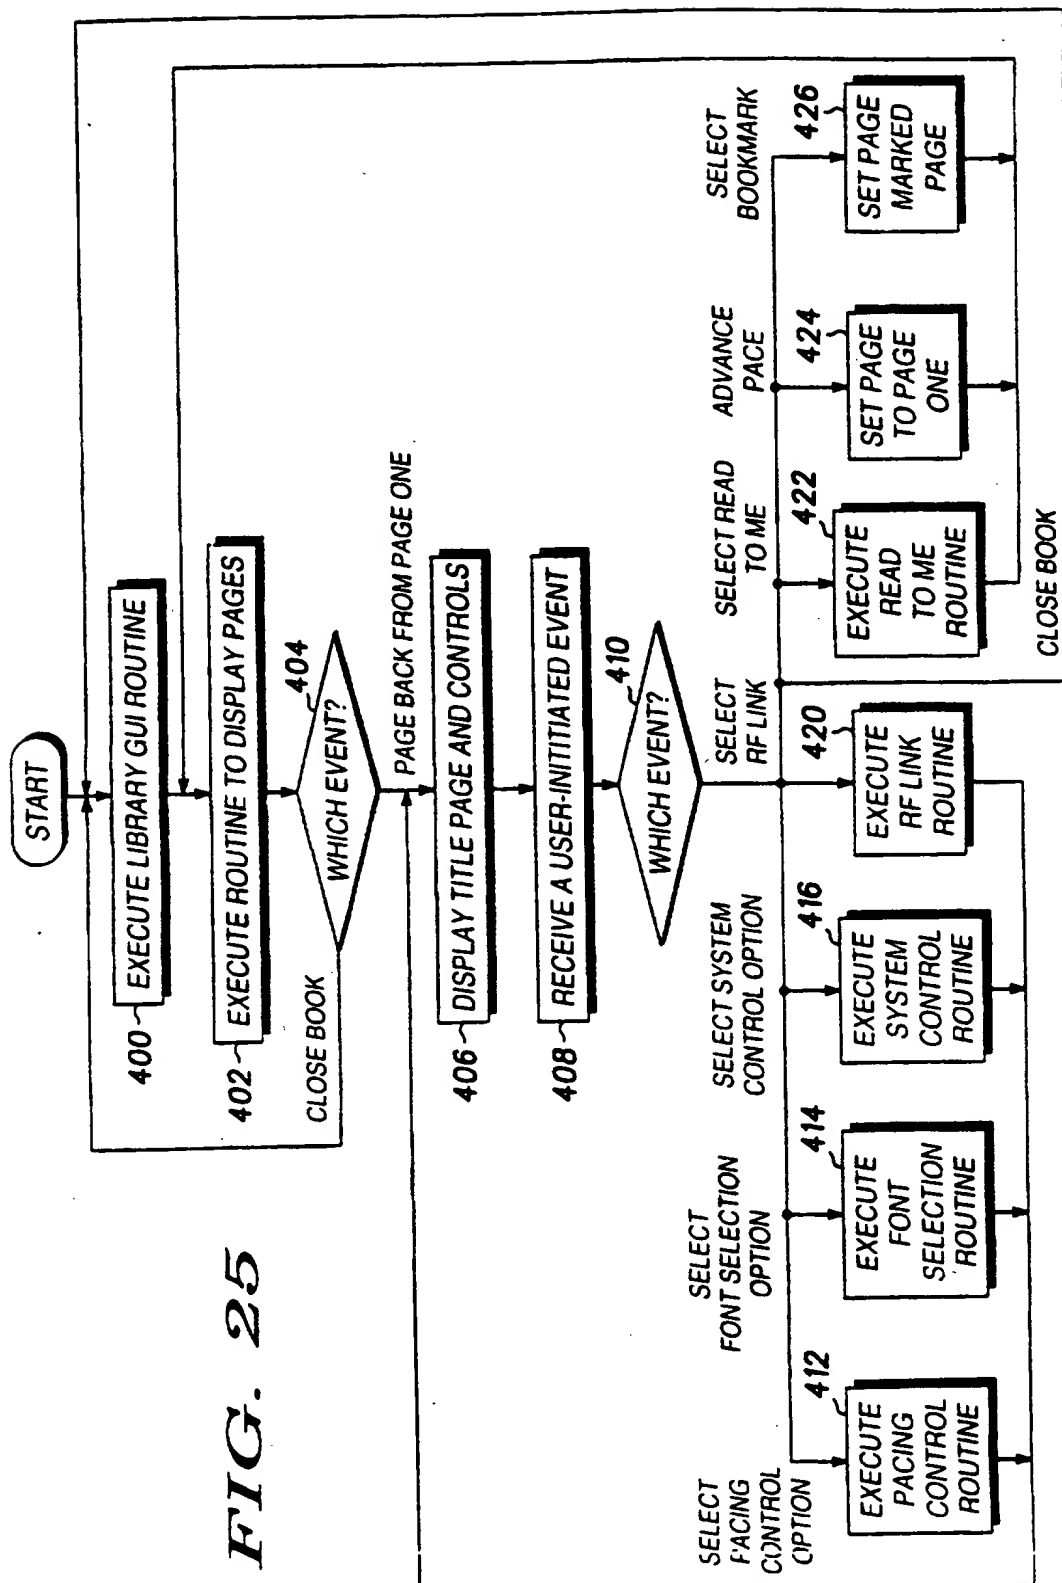 FIG. 25
START
400
EXECUTE LIBRARY GUI ROUTINE
402
EXECUTE ROUTINE TO DISPLAY PAGES
404
WHICH EVENT?
CLOSE BOOK
PAGE BACK FROM PAGE ONE
406
DISPLAY TITLE PAGE AND CONTROLS
408
RECEIVE A USER-INITIATED EVENT
410
WHICH EVENT?
SELECT
PACING
CONTROL
OPTION
412
EXECUTE
PACING
CONTROL
ROUTINE
SELECT
FONT SELECTION
OPTION
414
EXECUTE
FONT
SELECTION
ROUTINE
SELECT SYSTEM
CONTROL OPTION
416
EXECUTE
SYSTEM
CONTROL
ROUTINE
SELECT
RF LINK
420
EXECUTE
RF LINK
ROUTINE
SELECT READ
TO ME
422
EXECUTE
READ
TO ME
ROUTINE
ADVANCE
PACE
424
SET PAGE
TO PAGE
ONE
SELECT
BOOKMARK
426
SET PAGE
MARKED
PAGE
CLOSE BOOK